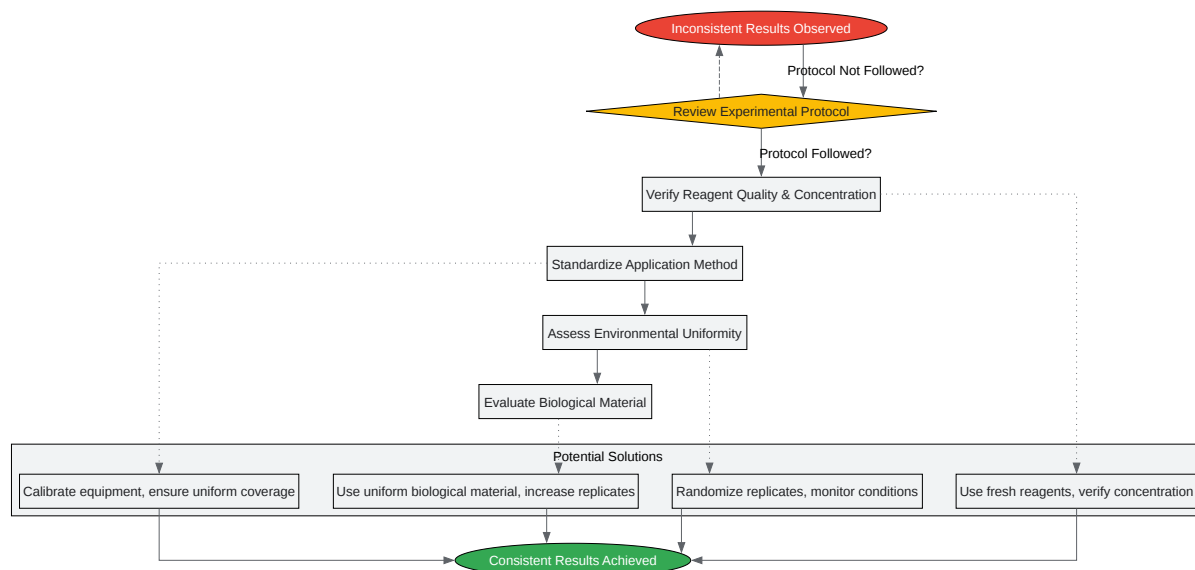 Inconsistent Results Observed
Protocol Not Followed?
Review Experimental Protocol
Protocol Followed?
Verify Reagent Quality & Concentration
Standardize Application Method
Assess Environmental Uniformity
Evaluate Biological Material
Potential Solutions
Calibrate equipment, ensure uniform coverage
Use uniform biological material, increase replicates
Randomize replicates, monitor conditions
Use fresh reagents, verify concentration
Consistent Results Achieved